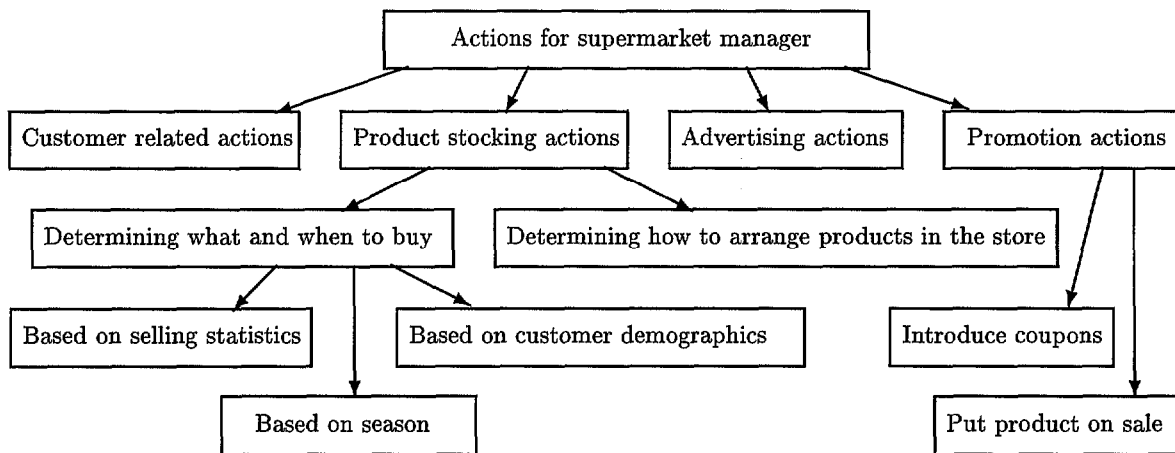 Actions for supermarket manager
Customer related actions
Product stocking actions
Advertising actions
Promotion actions
Determining what and when to buy
Determining how to arrange products in the store
Based on selling statistics
Based on customer demographics
Introduce coupons
Based on season
Put product on sale